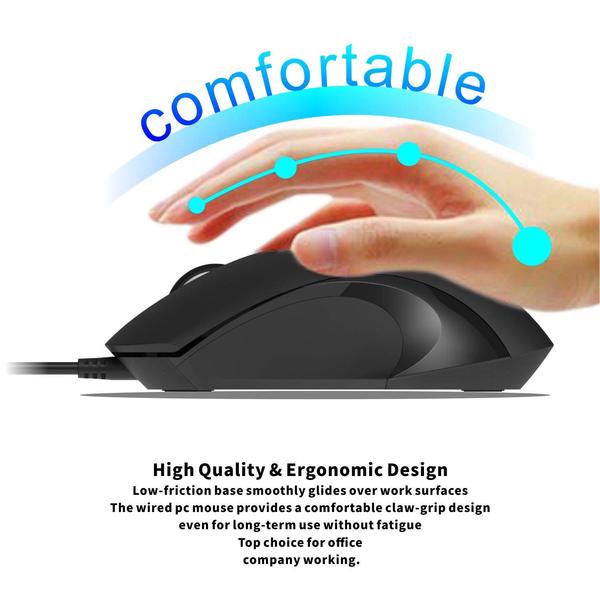 comfortable
High Quality & Ergonomic Design
Low-friction base smoothly glides over work surfaces
The wired pc mouse provides a comfortable claw-grip design
even for long-term use without fatigue
Top choice for office
company working.